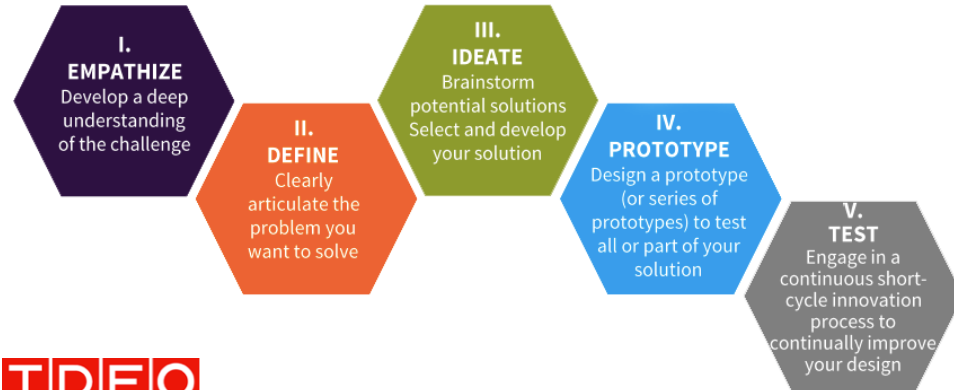 I.
EMPATHIZE
Develop a deep
understanding
of the challenge
II.
DEFINE
Clearly
articulate the
problem you
want to solve
III.
IDEATE
Brainstorm
potential solutions
Select and develop
your solution
IV.
PROTOTYPE
Design a prototype
(or series of
prototypes) to test
all or part of your
solution
V.
TEST
Engage in a
continuous short-
cycle innovation
process to
continually improve
your design